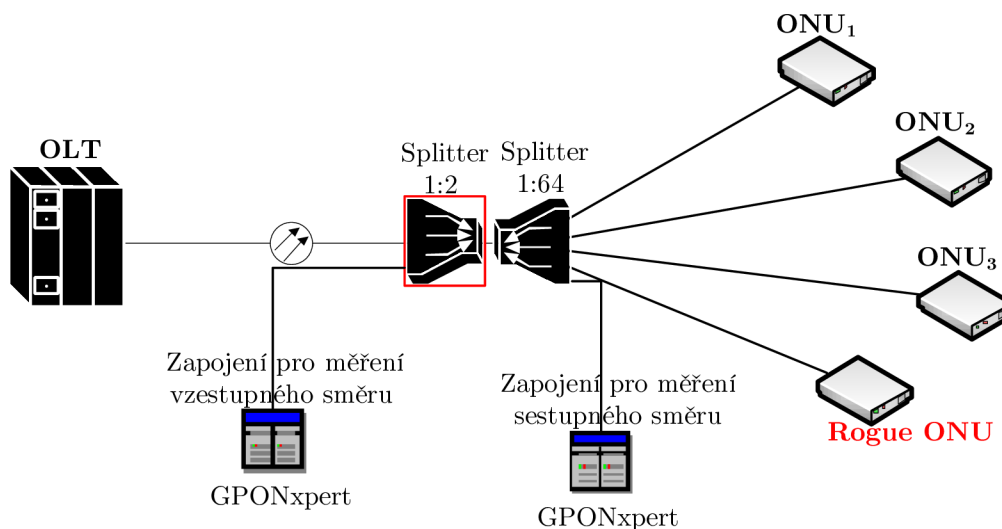 ONU₁
ONU₂
OLT
Splitter
1:2
Splitter
1:64
ONU₃
Zapojení pro měření
vzestupného směru
Zapojení pro měření
sestupného směru
Rogue ONU
GPONxpert
GPONxpert